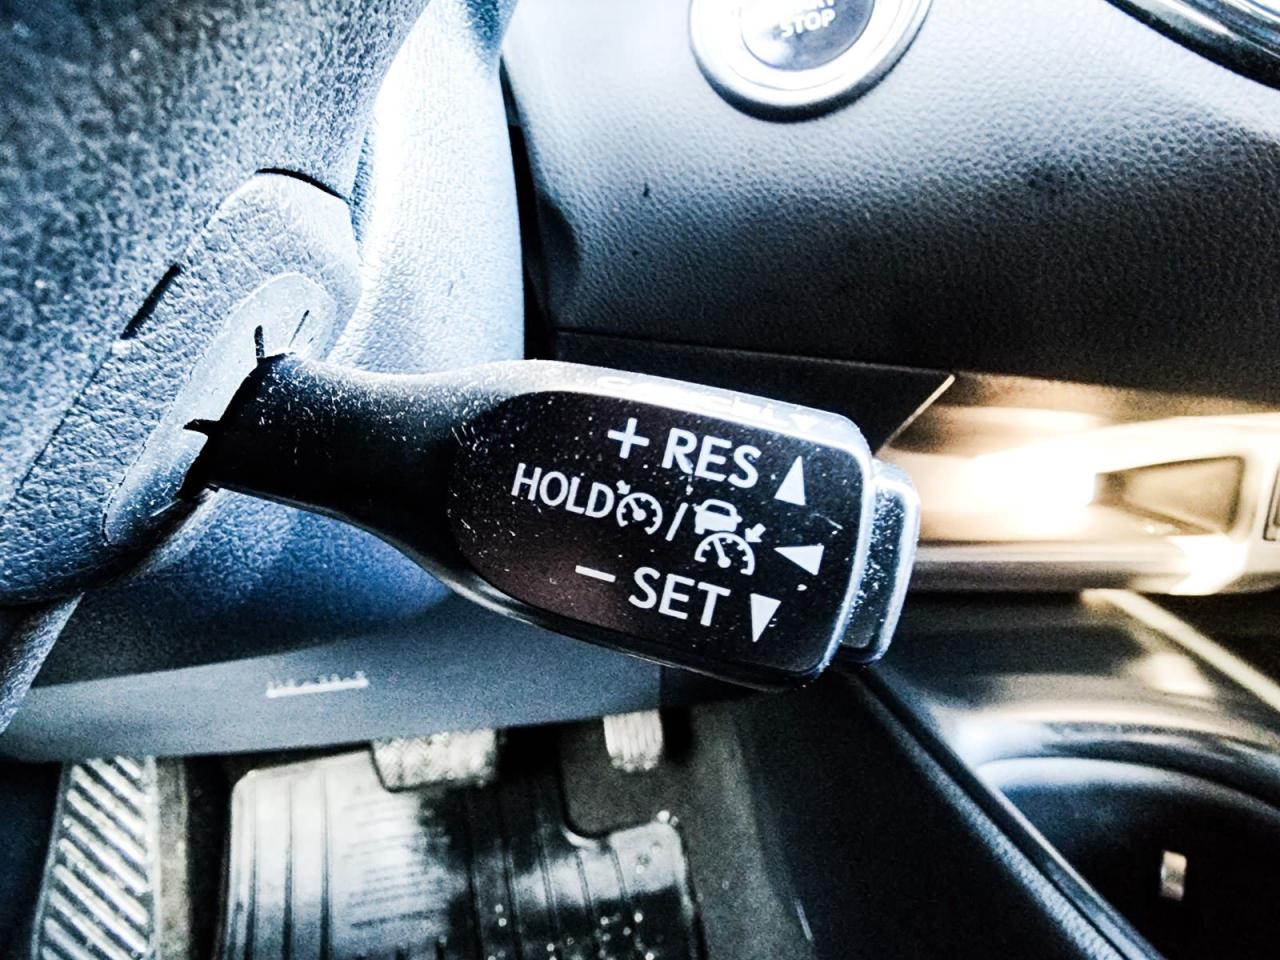 STOP
+ RES
HOLD /
− SET